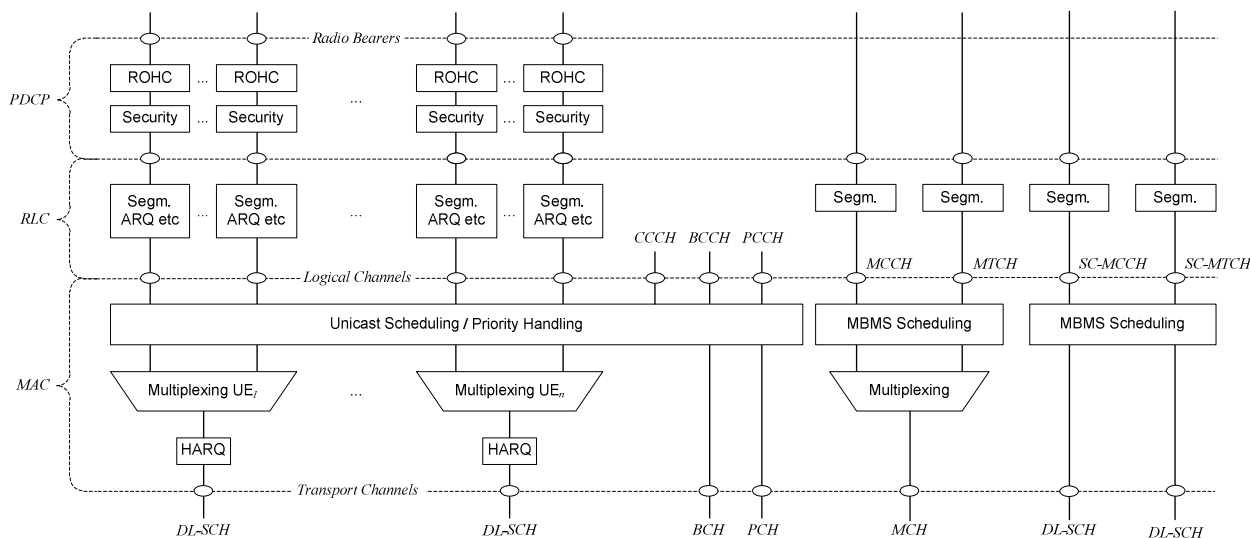 Radio Bearers
ROHC ... ROHC ROHC ... ROHC
PDCP ...
Security ... Security Security ... Security
Segm. ARQ etc ... Segm. ARQ etc ... Segm. ARQ etc ... Segm. ARQ etc Segm. Segm. Segm. Segm.
RLC
CCCH BCCH PCCH
Logical Channels MCCH MTCH SC-MCCH SC-MTCH
Unicast Scheduling / Priority Handling MBMS Scheduling MBMS Scheduling
MAC
Multiplexing UE1 ... Multiplexing UEn Multiplexing
HARQ HARQ
Transport Channels
DL-SCH DL-SCH BCH PCH MCH DL-SCH DL-SCH